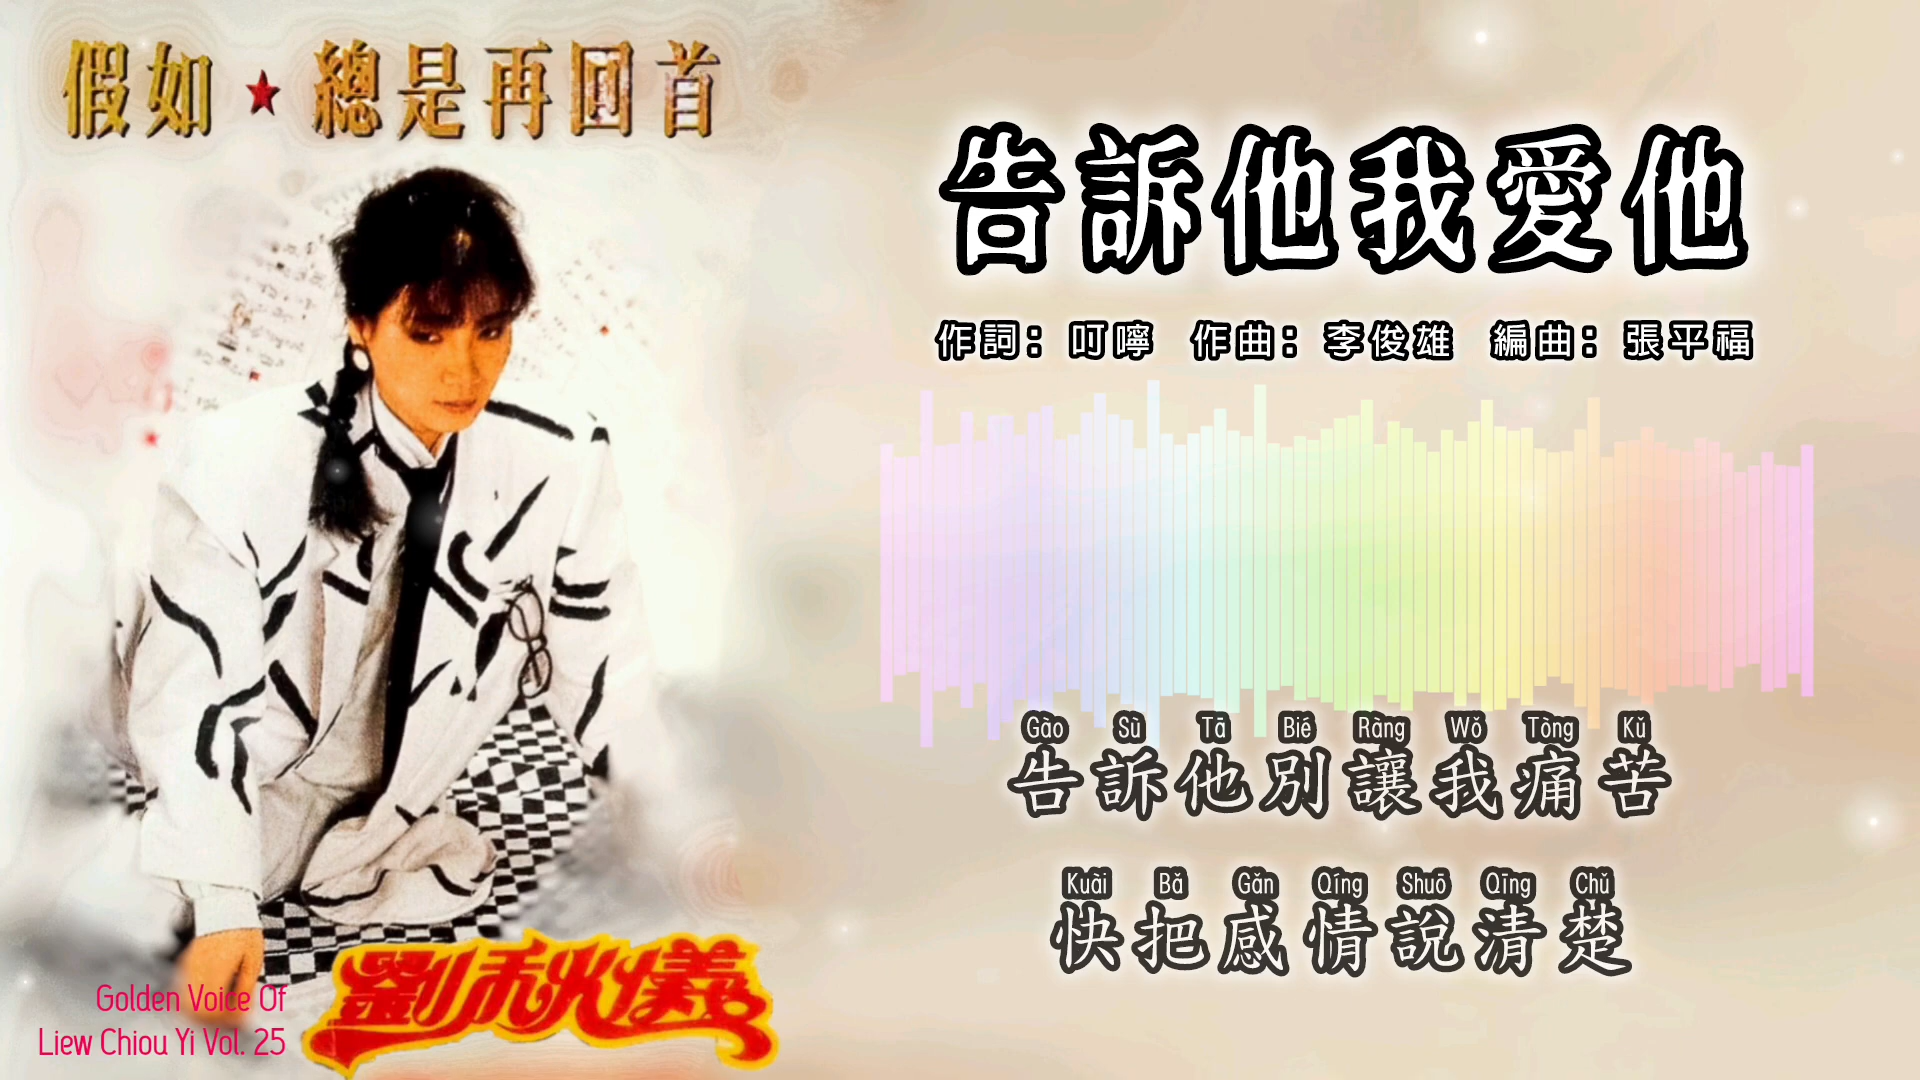 假如★總是再回首
告訴他我愛他
作詞：叮嚀 作曲：李俊雄 編曲：張平福
Gào Sù Tā Bié Ràng Wǒ Tòng Kǔ
告訴他別讓我痛苦
Kuài Bǎ Gǎn Qíng Shuō Qīng Chǔ
快把感情說清楚
劉秋儀
Golden Voice Of
Liew Chiou Yi Vol. 25